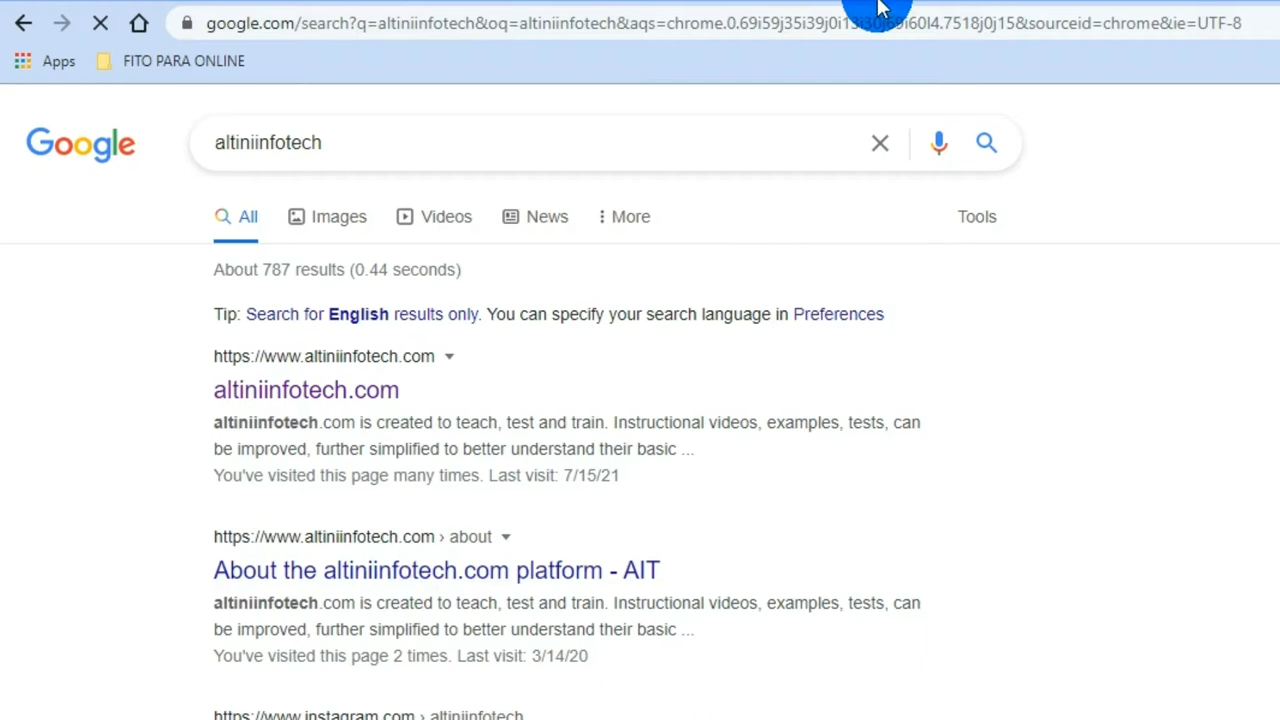 google.com/search?q=altiniinfotech&oq=altiniinfotech&aqs=chrome.0.69i59j35i39j0i13i30j69i60l4.7518j0j15&sourceid=chrome&ie=UTF-8
Apps FITO PARA ONLINE
Google altiniinfotech
All Images Videos News More Tools
About 787 results (0.44 seconds)
Tip: Search for English results only. You can specify your search language in Preferences
https://www.altiniinfotech.com
altiniinfotech.com
altiniinfotech.com is created to teach, test and train. Instructional videos, examples, tests, can
be improved, further simplified to better understand their basic ...
You've visited this page many times. Last visit: 7/15/21
https://www.altiniinfotech.com › about
About the altiniinfotech.com platform - AIT
altiniinfotech.com is created to teach, test and train. Instructional videos, examples, tests, can
be improved, further simplified to better understand their basic ...
You've visited this page 2 times. Last visit: 3/14/20
https://www.instagram.com › altiniinfotech